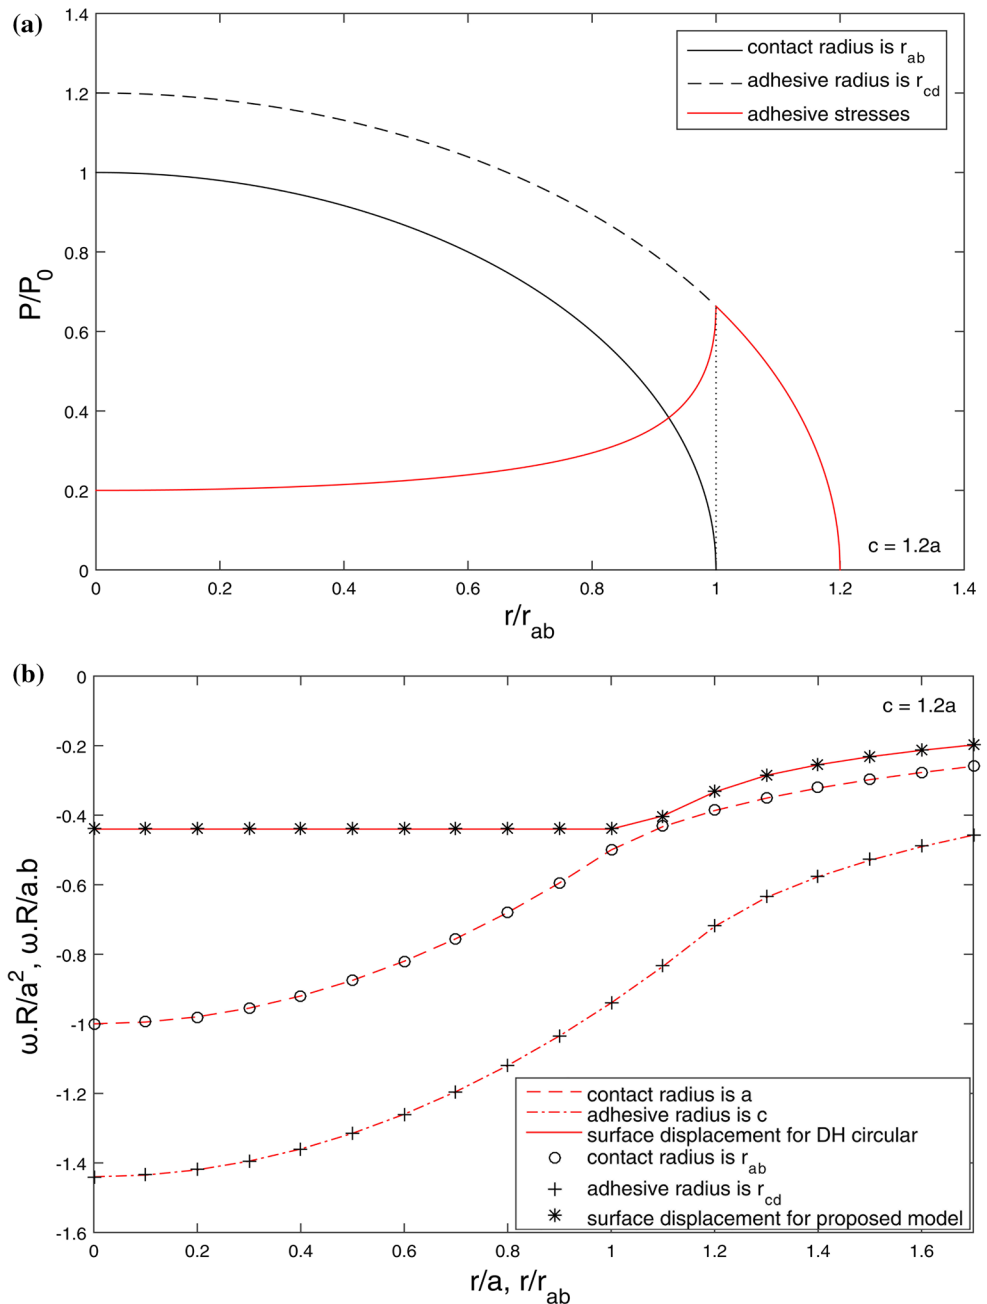 (a)
1.4
1.2
1
0.8
0.6
0.4
0.2
0
P/P0
contact radius is rab
adhesive radius is rcd
adhesive stresses
c = 1.2a
0 0.2 0.4 0.6 0.8 1 1.2 1.4
r/rab
(b)
0
-0.2
-0.4
-0.6
-0.8
-1
-1.2
-1.4
-1.6
ω.R/a², ω.R/a.b
c = 1.2a
contact radius is a
adhesive radius is c
surface displacement for DH circular
contact radius is rab
adhesive radius is rcd
surface displacement for proposed model
0 0.2 0.4 0.6 0.8 1 1.2 1.4 1.6
r/a, r/rab